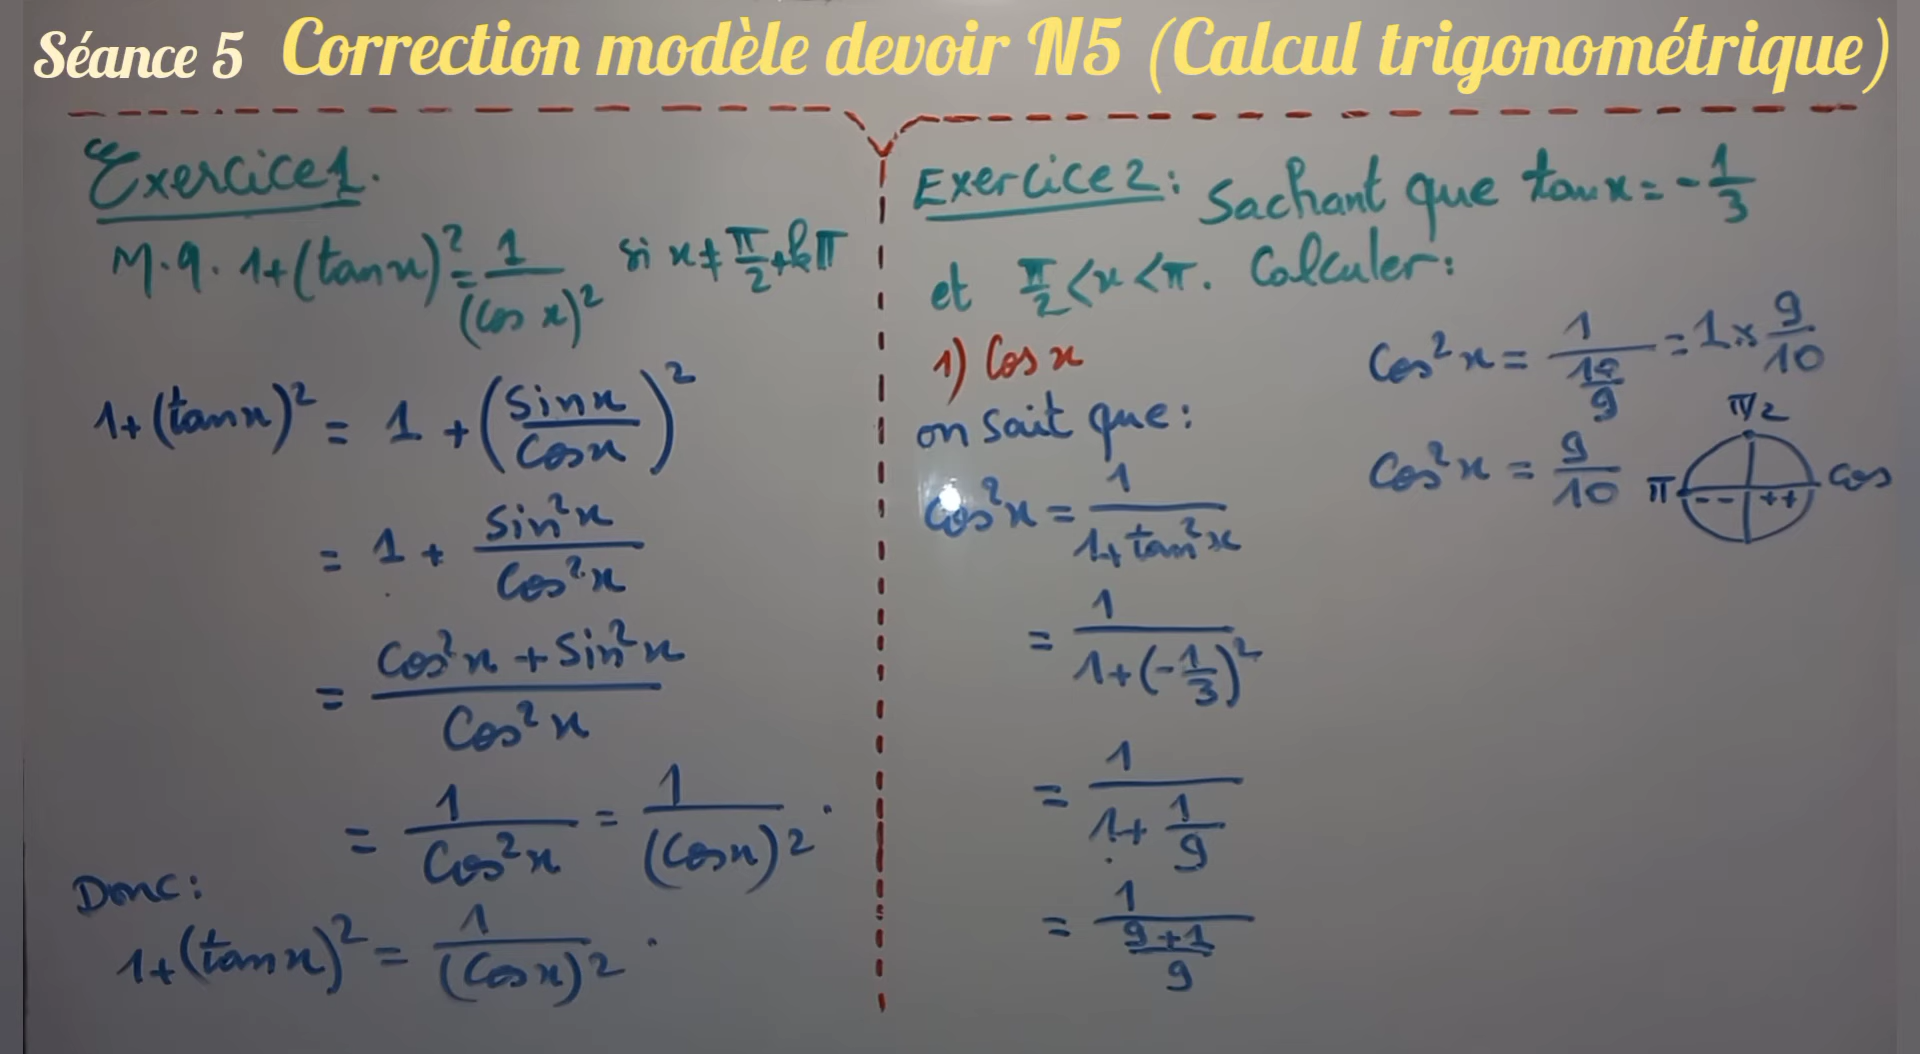 Séance 5 Correction modèle devoir N5 (Calcul trigonométrique)
Exercice 1.
M.q. 1+(tan x)² = 1/(cos x)² si x ≠ π/2 + kπ
1+(tan x)² = 1 + (sin x/cos x)²
= 1 + sin²x/cos²x
= (cos²x + sin²x)/cos²x
= 1/cos²x = 1/(cos x)².
Donc:
1+(tan x)² = 1/(cos x)².
Exercice 2: Sachant que tan x = -1/3
et π/2 < x < π. Calculer:
1) cos x
on sait que:
cos²x = 1/(1+tan²x)
= 1/(1+(-1/3)²)
= 1/(1+1/9)
= 1/((9+1)/9)
cos²x = 1/(10/9) = 1×9/10
cos²x = 9/10
π/2
π -- ++ cos